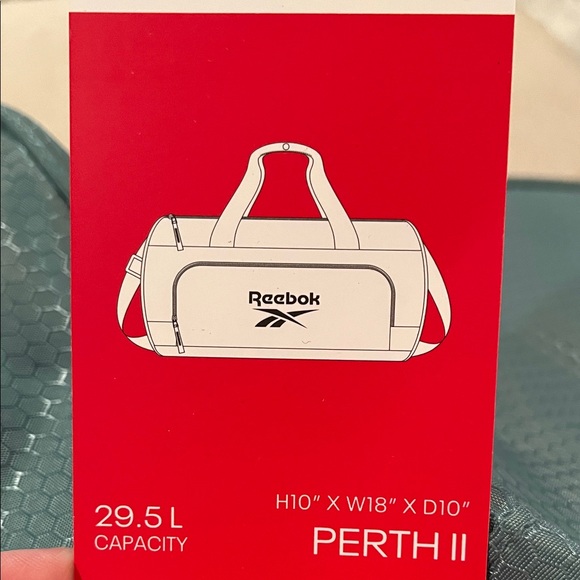 Reebok
29.5 L
CAPACITY
H10" X W18" X D10"
PERTH II